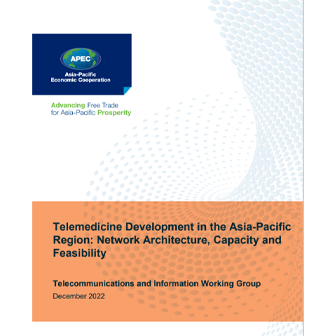 APEC
Asia-Pacific
Economic Cooperation
Advancing Free Trade
for Asia-Pacific Prosperity
Telemedicine Development in the Asia-Pacific
Region: Network Architecture, Capacity and
Feasibility
Telecommunications and Information Working Group
December 2022